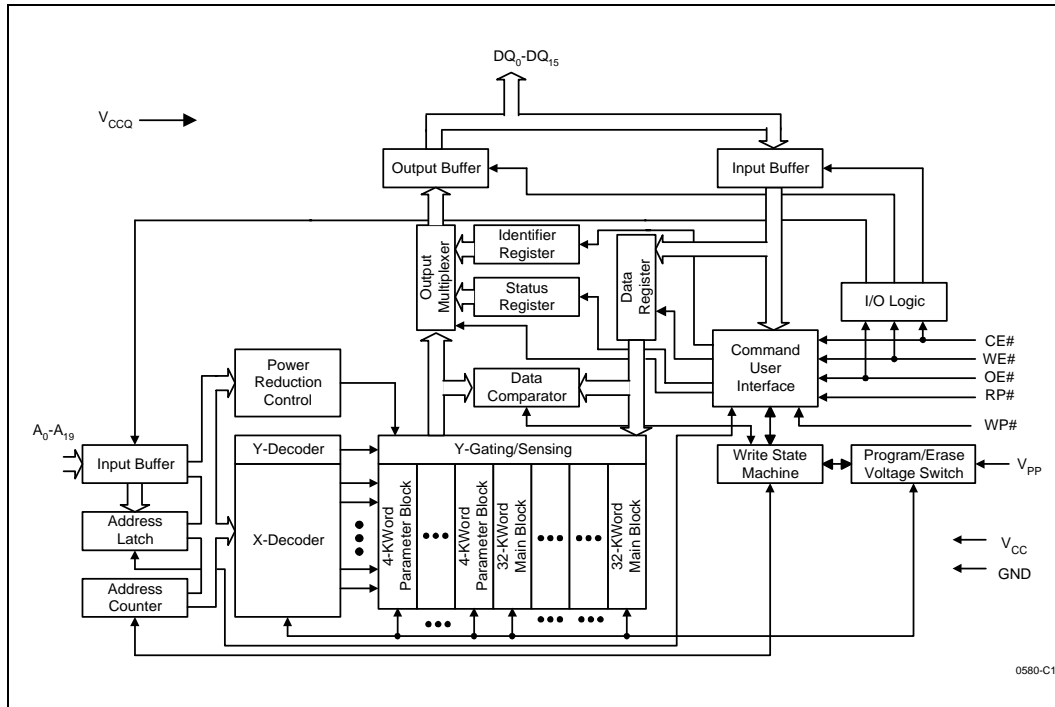 DQ0-DQ15
VCCQ
Output Buffer
Input Buffer
Output
Multiplexer
Identifier
Register
Status
Register
Data
Register
I/O Logic
CE#
WE#
OE#
RP#
WP#
Command
User
Interface
Power
Reduction
Control
Data
Comparator
A0-A19
Input Buffer
Y-Decoder
Y-Gating/Sensing
Write State
Machine
Program/Erase
Voltage Switch
VPP
Address
Latch
X-Decoder
4-KWord
Parameter Block
4-KWord
Parameter Block
32-KWord
Main Block
32-KWord
Main Block
VCC
GND
Address
Counter
0580-C1